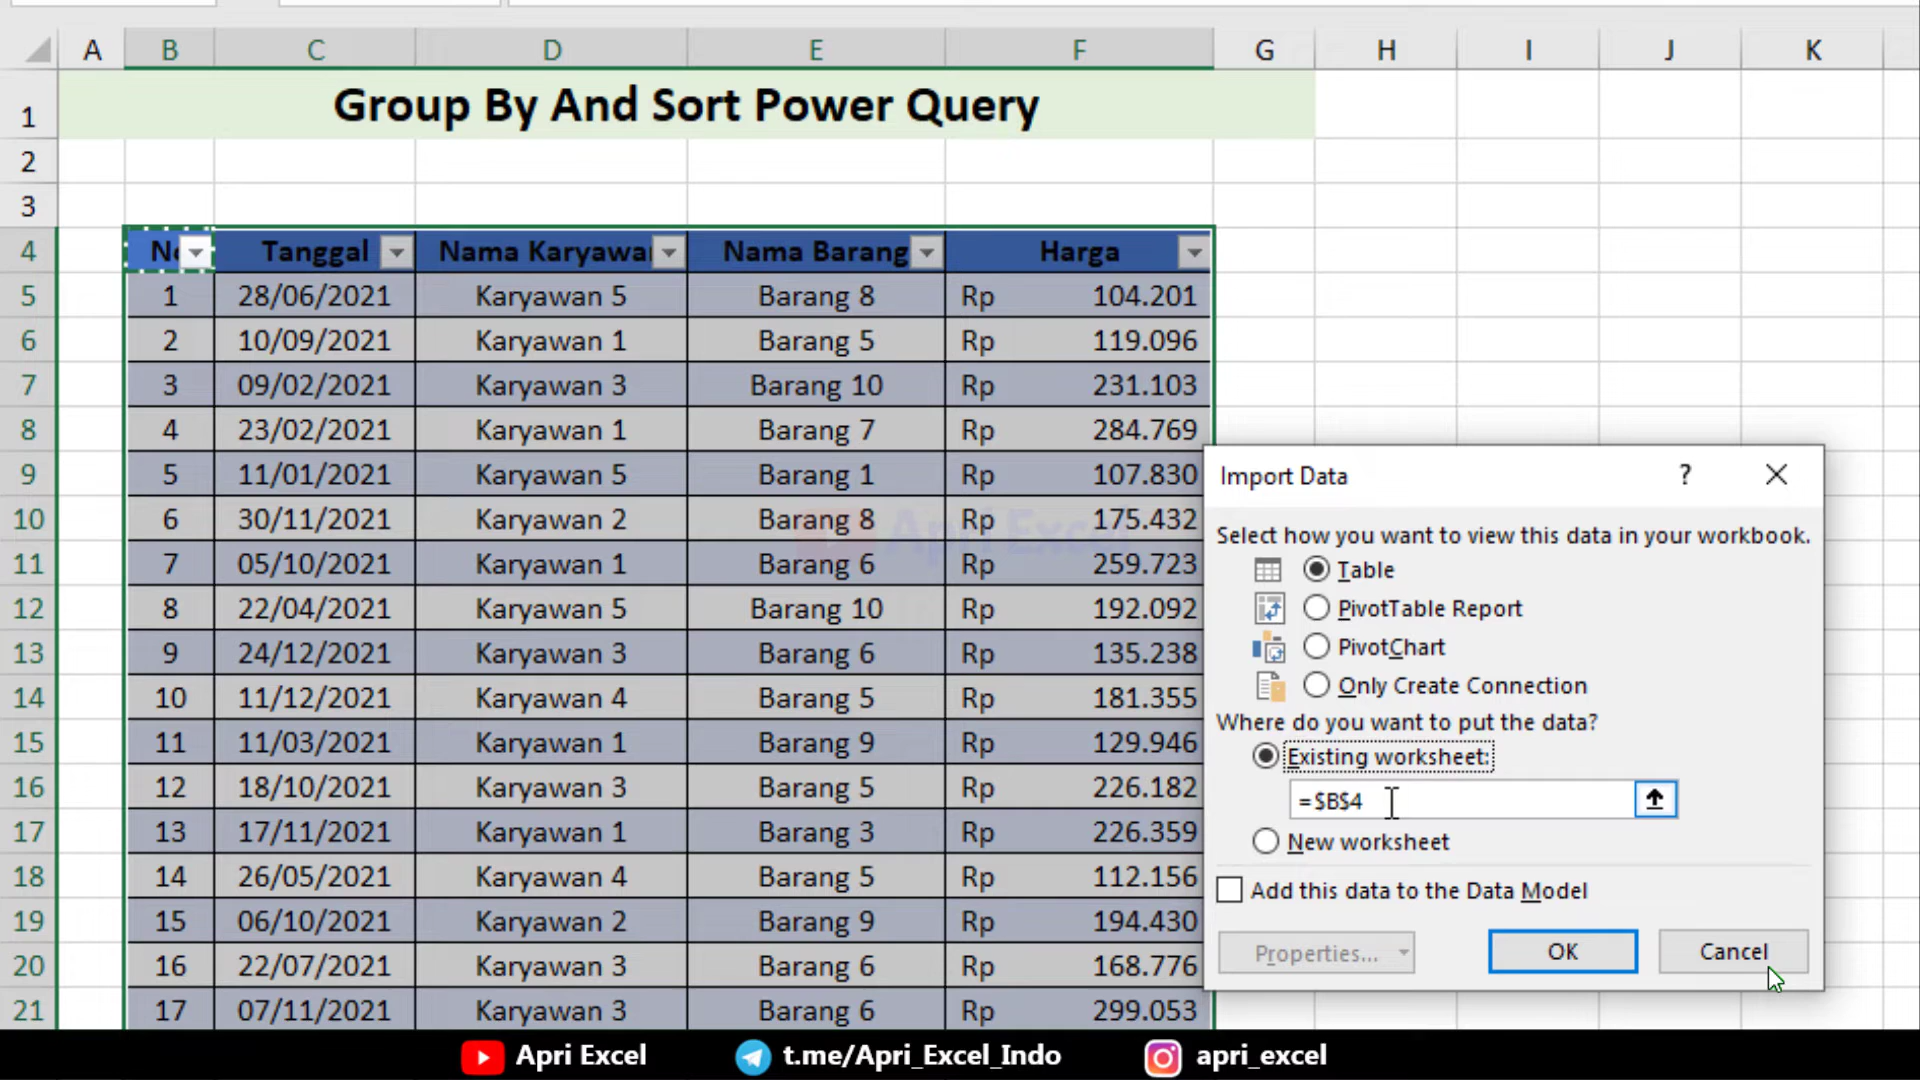 A B C D E F G H I J K
1 Group By And Sort Power Query
2
3
4 No Tanggal Nama Karyawa Nama Barang Harga
5 1 28/06/2021 Karyawan 5 Barang 8 Rp 104.201
6 2 10/09/2021 Karyawan 1 Barang 5 Rp 119.096
7 3 09/02/2021 Karyawan 3 Barang 10 Rp 231.103
8 4 23/02/2021 Karyawan 1 Barang 7 Rp 284.769
9 5 11/01/2021 Karyawan 5 Barang 1 Rp 107.830
10 6 30/11/2021 Karyawan 2 Barang 8 Rp 175.432
11 7 05/10/2021 Karyawan 1 Barang 6 Rp 259.723
12 8 22/04/2021 Karyawan 5 Barang 10 Rp 192.092
13 9 24/12/2021 Karyawan 3 Barang 6 Rp 135.238
14 10 11/12/2021 Karyawan 4 Barang 5 Rp 181.355
15 11 11/03/2021 Karyawan 1 Barang 9 Rp 129.946
16 12 18/10/2021 Karyawan 3 Barang 5 Rp 226.182
17 13 17/11/2021 Karyawan 1 Barang 3 Rp 226.359
18 14 26/05/2021 Karyawan 4 Barang 5 Rp 112.156
19 15 06/10/2021 Karyawan 2 Barang 9 Rp 194.430
20 16 22/07/2021 Karyawan 3 Barang 6 Rp 168.776
21 17 07/11/2021 Karyawan 3 Barang 6 Rp 299.053
Apri Excel
Import Data ?
Select how you want to view this data in your workbook.
Table
PivotTable Report
PivotChart
Only Create Connection
Where do you want to put the data?
Existing worksheet:
=$B$4
New worksheet
Add this data to the Data Model
Properties... OK Cancel
Apri Excel t.me/Apri_Excel_Indo apri_excel